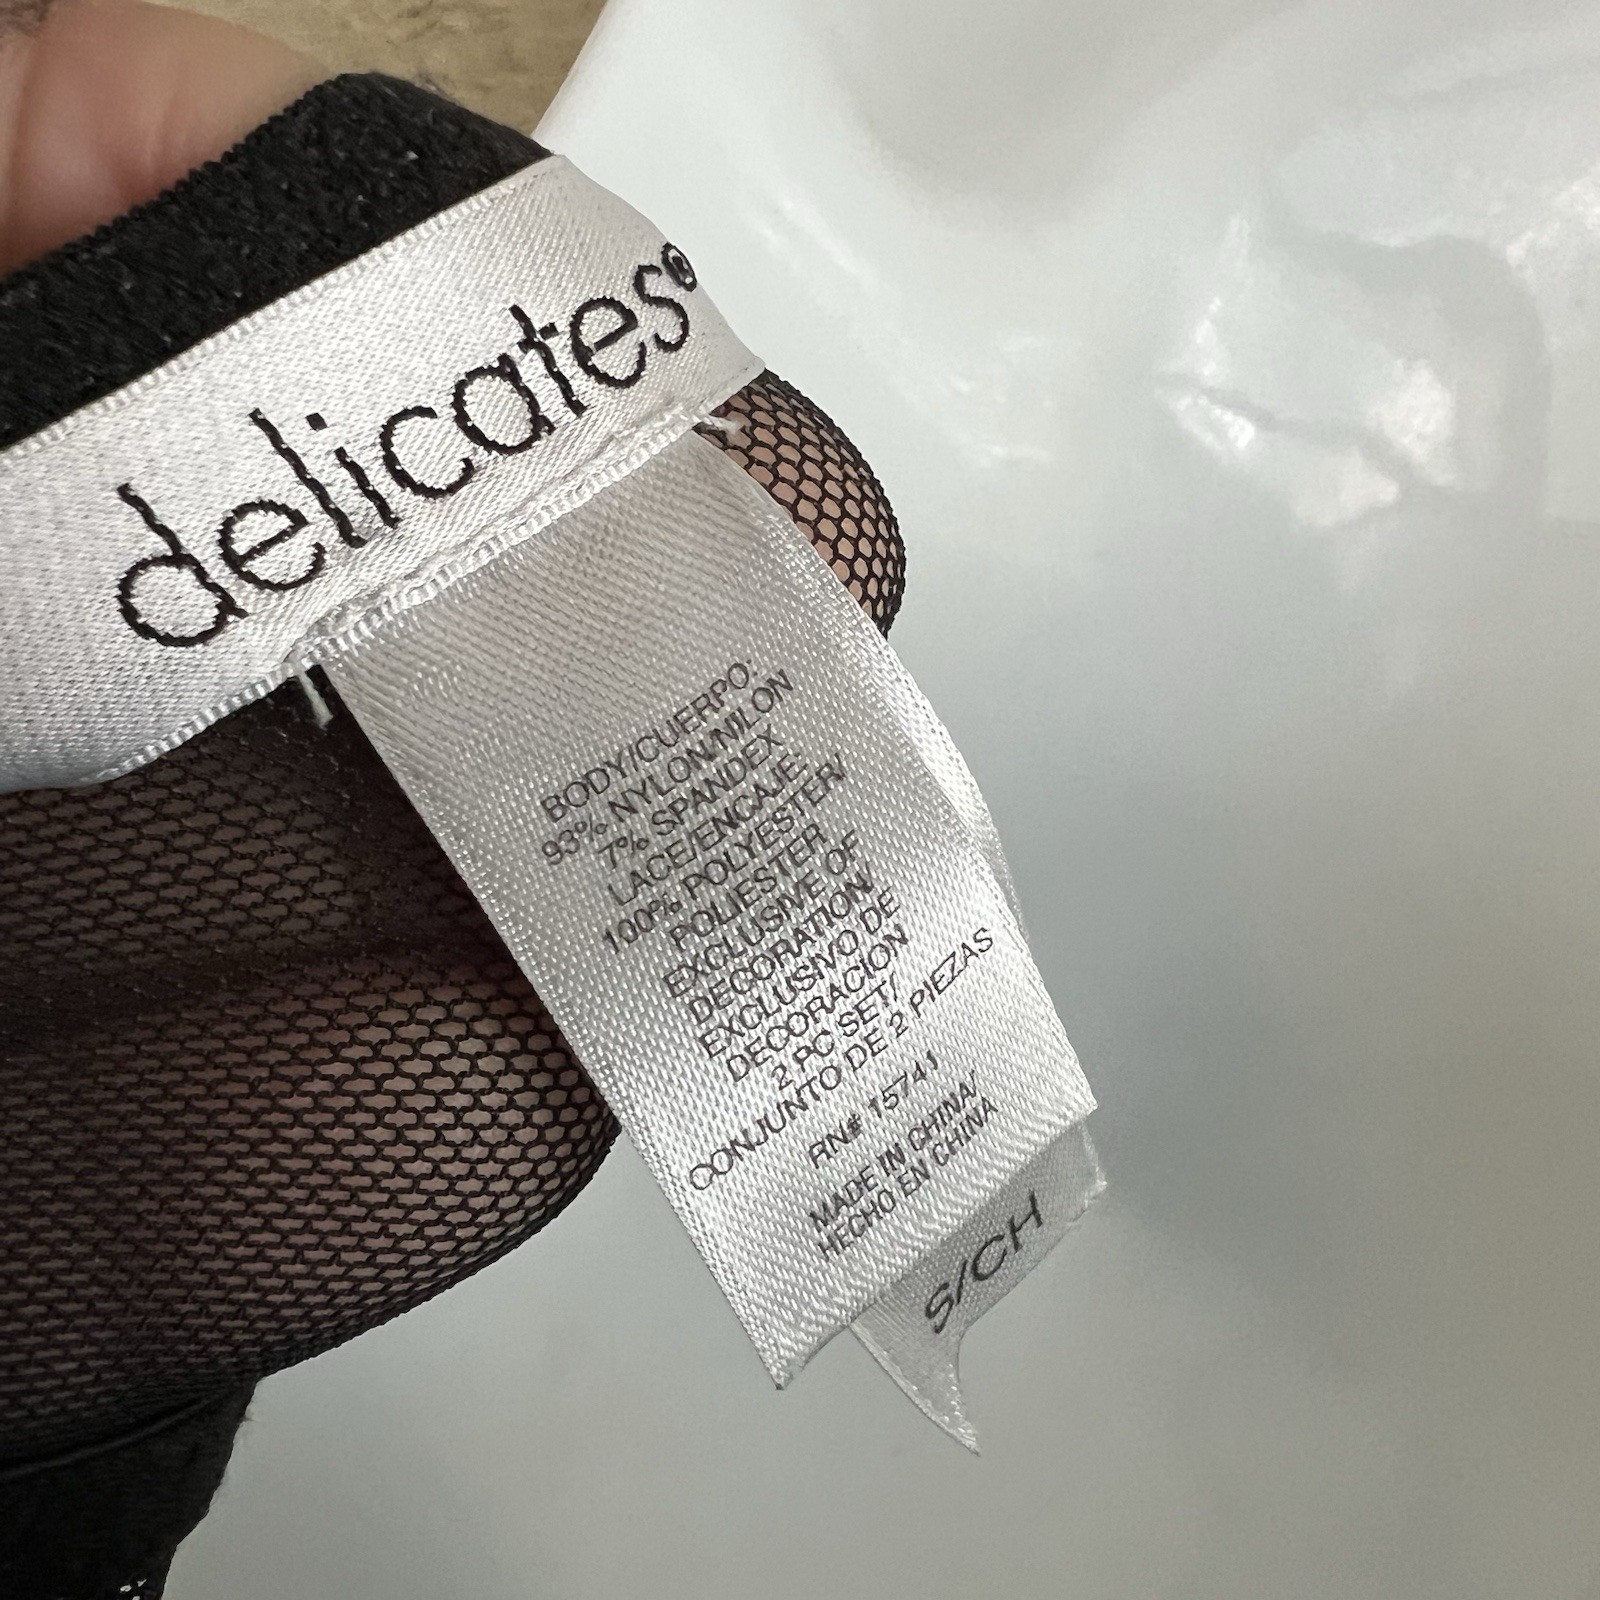 delicates®
BODY/CUERPO:
93% NYLON/NILON
7% SPANDEX
LACE/ENCAJE:
100% POLYESTER/
POLIESTER
EXCLUSIVE OF
DECORATION/
EXCLUSIVO DE
DECORACION
2 PC SET/
CONJUNTO DE 2 PIEZAS
RN# 15741
MADE IN CHINA/
HECHO EN CHINA
S/CH